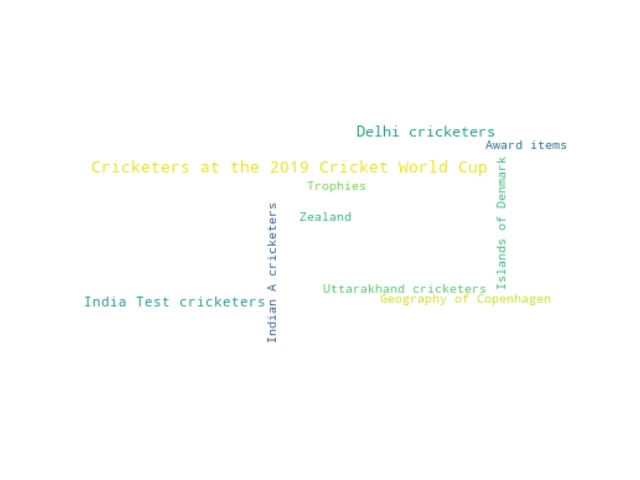 Delhi cricketers
Award items
Cricketers at the 2019 Cricket World Cup
Islands of Denmark
Trophies
Zealand
Indian A cricketers
Uttarakhand cricketers
Geography of Copenhagen
India Test cricketers